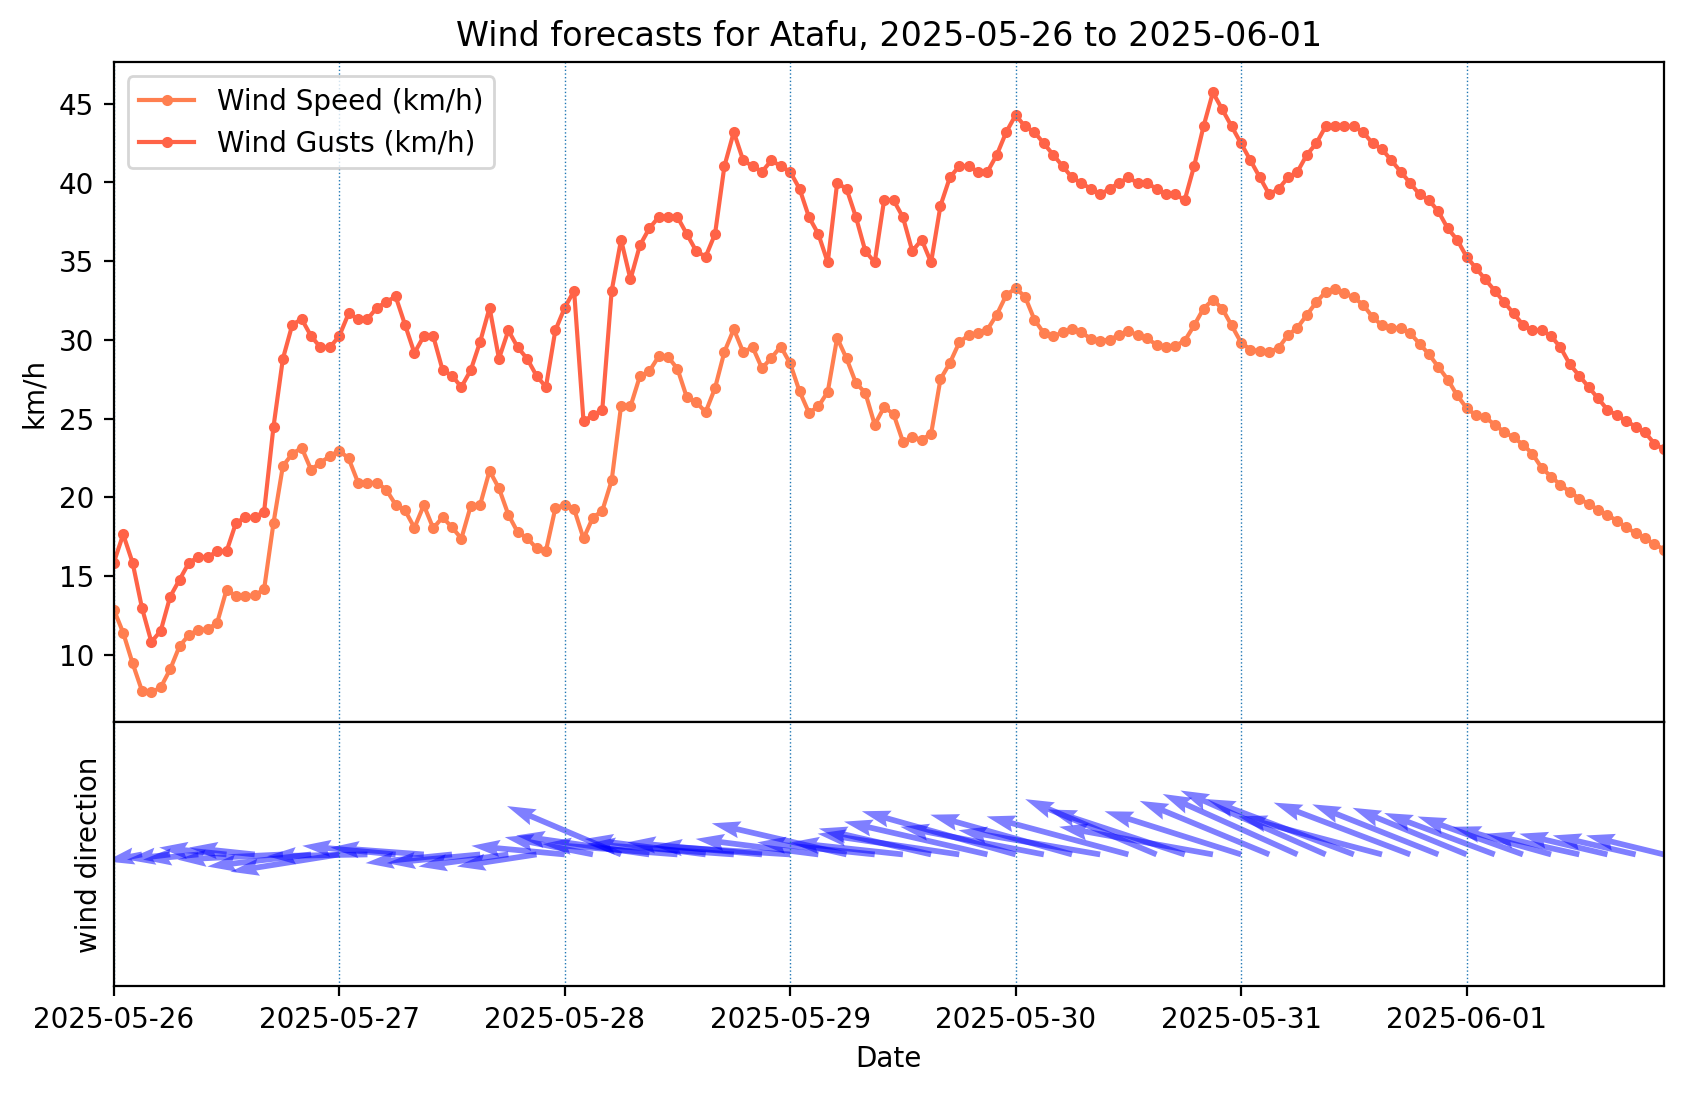 Wind forecasts for Atafu, 2025-05-26 to 2025-06-01
Wind Speed (km/h)
Wind Gusts (km/h)
45
40
35
30
25
20
15
10
km/h
wind direction
2025-05-26
2025-05-27
2025-05-28
2025-05-29
2025-05-30
2025-05-31
2025-06-01
Date